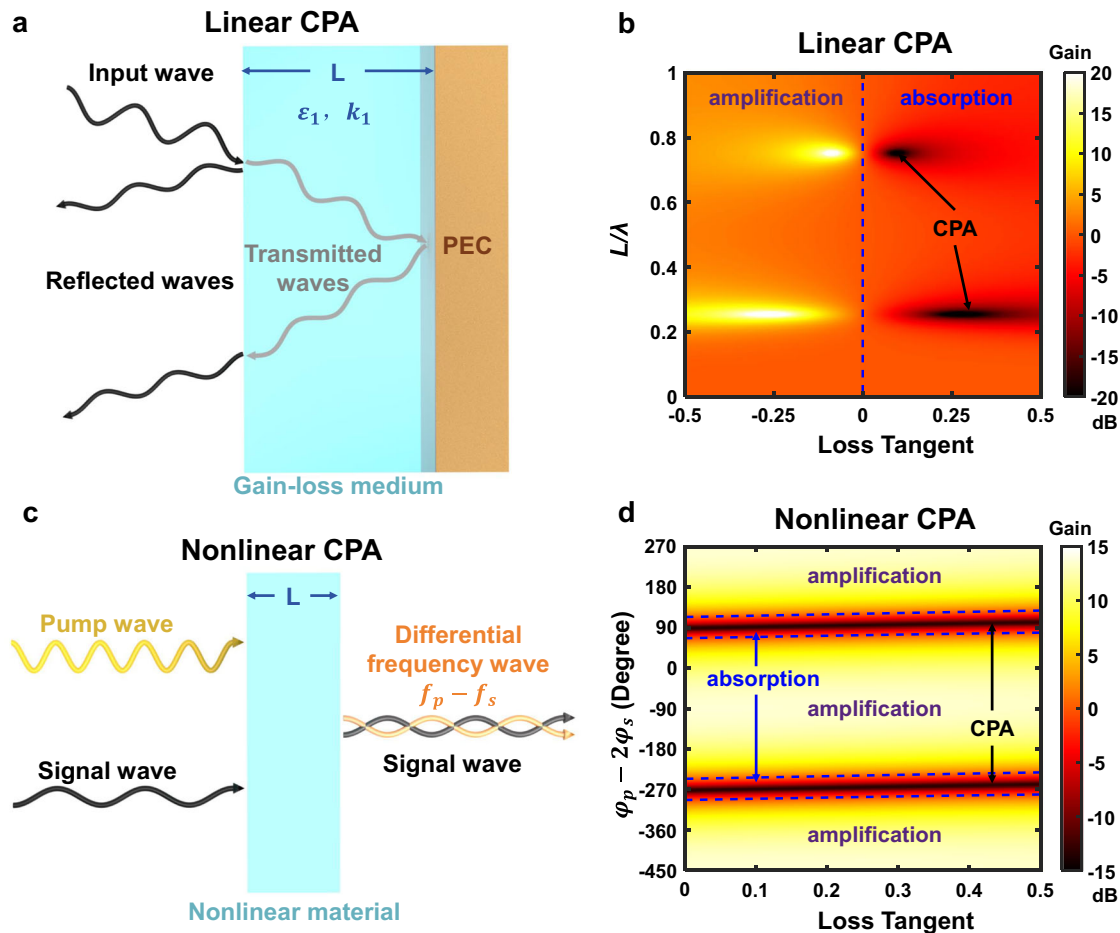 a
Linear CPA
Input wave
L
ε₁, k₁
Transmitted
waves
PEC
Reflected waves
Gain-loss medium
b
Linear CPA
Gain
amplification
absorption
CPA
L/λ
1
0.8
0.6
0.4
0.2
0
-0.5
-0.25
0
0.25
0.5
Loss Tangent
20
15
10
5
0
-5
-10
-15
-20
dB
c
Nonlinear CPA
L
Pump wave
Differential
frequency wave
fₚ − fₛ
Signal wave
Signal wave
Nonlinear material
d
Nonlinear CPA
Gain
amplification
absorption
amplification
CPA
amplification
φₚ − 2φₛ (Degree)
270
180
90
0
-90
-180
-270
-360
-450
0
0.1
0.2
0.3
0.4
0.5
Loss Tangent
15
10
5
0
-5
-10
-15
dB